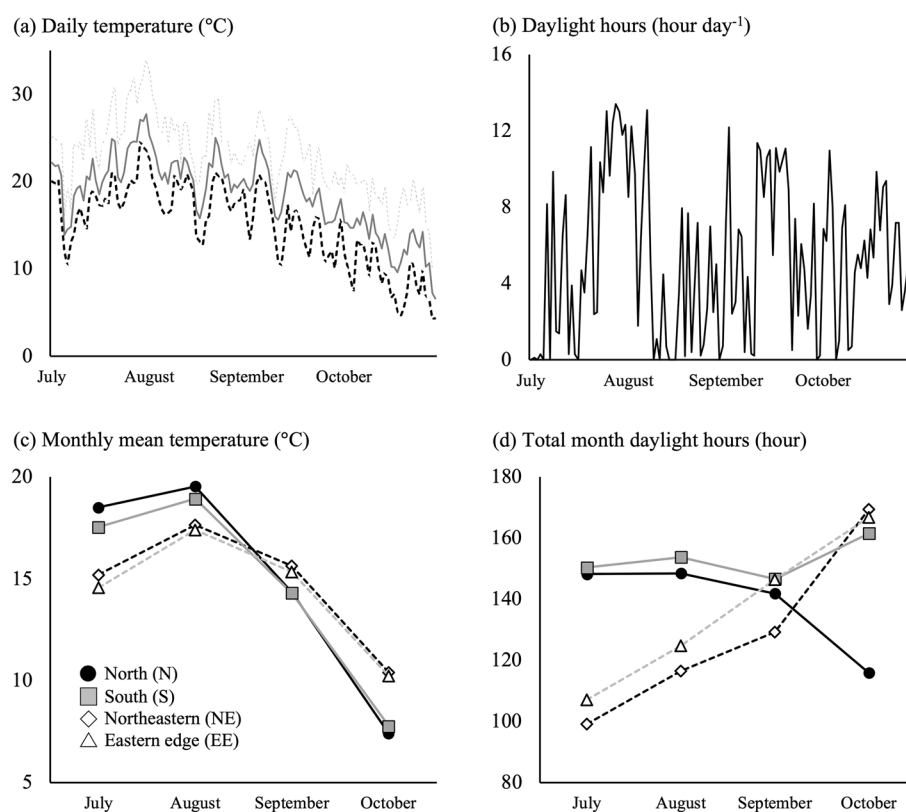 (a) Daily temperature (°C)
30
20
10
0
July August September October
(b) Daylight hours (hour day-1)
16
12
8
4
0
July August September October
(c) Monthly mean temperature (°C)
20
15
10
5
North (N)
South (S)
Northeastern (NE)
Eastern edge (EE)
July August September October
(d) Total month daylight hours (hour)
180
160
140
120
100
80
July August September October